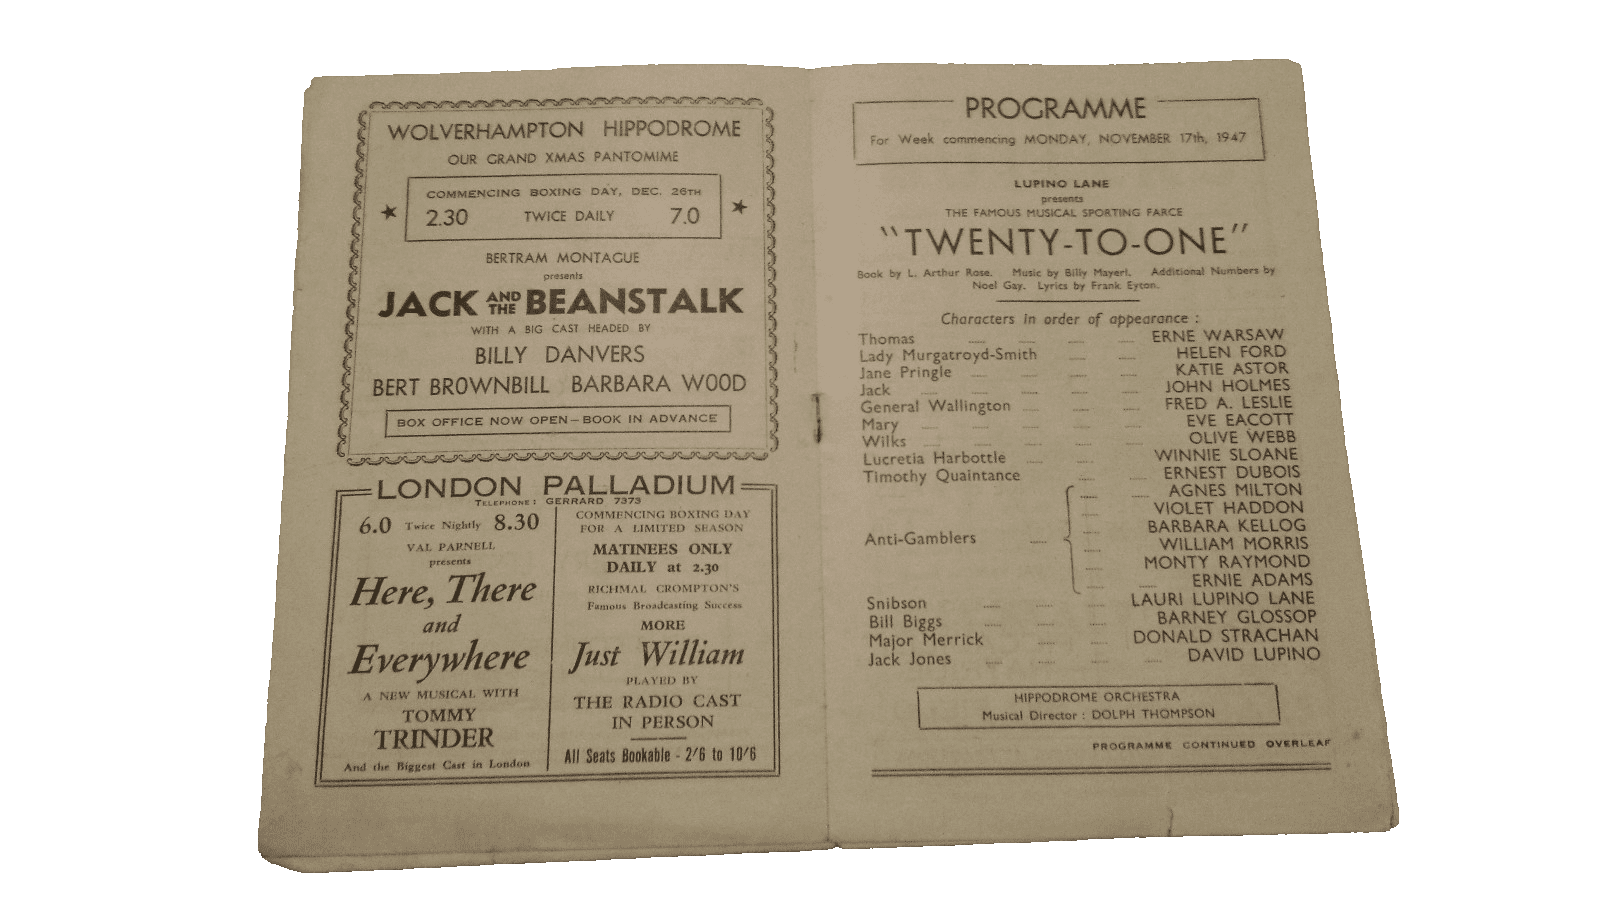 WOLVERHAMPTON HIPPODROME
OUR GRAND XMAS PANTOMIME
COMMENCING BOXING DAY, DEC. 26TH
2.30 TWICE DAILY 7.0
BERTRAM MONTAGUE
presents
JACK AND THE BEANSTALK
WITH A BIG CAST HEADED BY
BILLY DANVERS
BERT BROWNBILL BARBARA WOOD
BOX OFFICE NOW OPEN – BOOK IN ADVANCE
LONDON PALLADIUM
TELEPHONE: GERRARD 7373
6.0 Twice Nightly 8.30
VAL PARNELL
presents
Here, There
and
Everywhere
A NEW MUSICAL WITH
TOMMY
TRINDER
And the Biggest Cast in London
COMMENCING BOXING DAY
FOR A LIMITED SEASON
MATINEES ONLY
DAILY at 2.30
RICHMAL CROMPTON'S
Famous Broadcasting Success
MORE
Just William
PLAYED BY
THE RADIO CAST
IN PERSON
All Seats Bookable - 2/6 to 10/6
PROGRAMME
For Week commencing MONDAY, NOVEMBER 17th, 1947
LUPINO LANE
presents
THE FAMOUS MUSICAL SPORTING FARCE
"TWENTY-TO-ONE"
Book by L. Arthur Rose. Music by Billy Mayerl. Additional Numbers by
Noel Gay. Lyrics by Frank Eyton.
Characters in order of appearance :
Thomas ERNE WARSAW
Lady Murgatroyd-Smith HELEN FORD
Jane Pringle KATIE ASTOR
Jack JOHN HOLMES
General Wallington FRED A. LESLIE
Mary EVE EACOTT
Wilks OLIVE WEBB
Lucretia Harbottle WINNIE SLOANE
Timothy Quaintance ERNEST DUBOIS
AGNES MILTON
VIOLET HADDON
BARBARA KELLOG
Anti-Gamblers WILLIAM MORRIS
MONTY RAYMOND
ERNIE ADAMS
Snibson LAURI LUPINO LANE
Bill Biggs BARNEY GLOSSOP
Major Merrick DONALD STRACHAN
Jack Jones DAVID LUPINO
HIPPODROME ORCHESTRA
Musical Director : DOLPH THOMPSON
PROGRAMME CONTINUED OVERLEAF